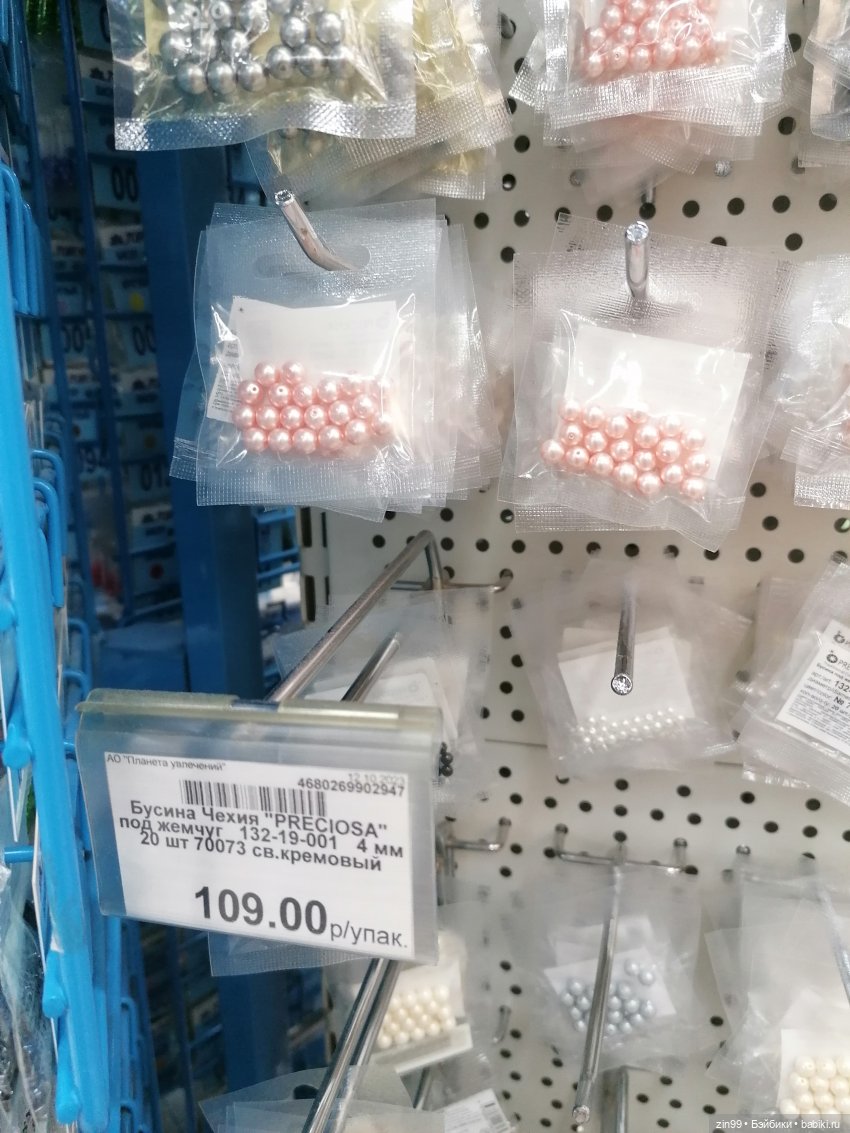 АО "Планета увлечений"
12.10.2023
4680269902947
Бусина Чехия "PRECIOSA"
под жемчуг 132-19-001 4 мм
20 шт 70073 св.кремовый
109.00р/упак.
zin99 • Бэйбики • babiki.ru